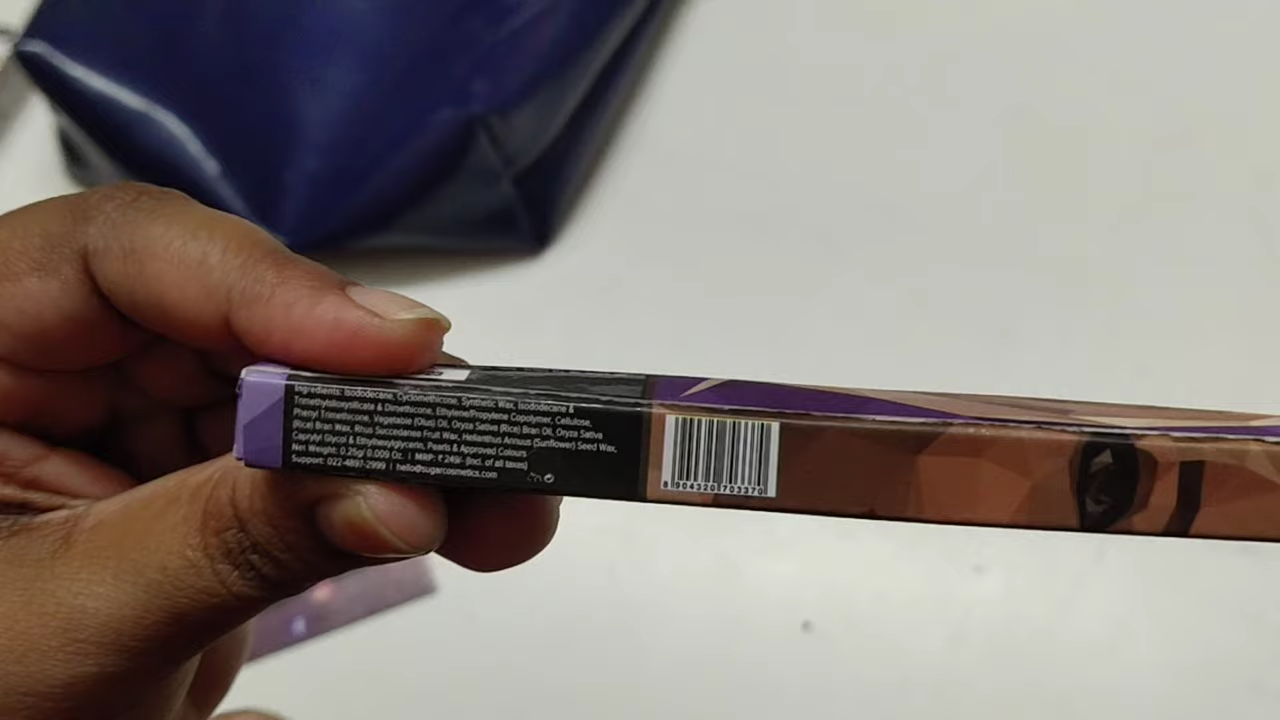 Ingredients: Isododecane, Cyclomethicone, Synthetic Wax, Isododecane &
Trimethylsiloxysilicate & Dimethicone, Ethylene/Propylene Copolymer, Cellulose,
Phenyl Trimethicone, Vegetable (Olus) Oil, Oryza Sativa (Rice) Bran Oil, Oryza Sativa
(Rice) Bran Wax, Rhus Succedanea Fruit Wax, Helianthus Annuus (Sunflower) Seed Wax,
Caprylyl Glycol & Ethylhexylglycerin, Pearls & Approved Colours
Net Weight: 0.25g/ 0.009 Oz. | MRP: ₹ 249/- (Incl. of all taxes)
Support: 022-4897-2999 | hello@sugarcosmetics.com
8 904320 703370